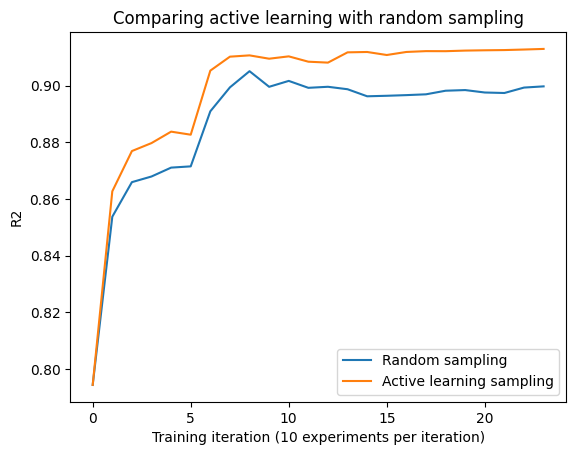 Comparing active learning with random sampling
R2
0.90
0.88
0.86
0.84
0.82
0.80
0
5
10
15
20
Random sampling
Active learning sampling
Training iteration (10 experiments per iteration)